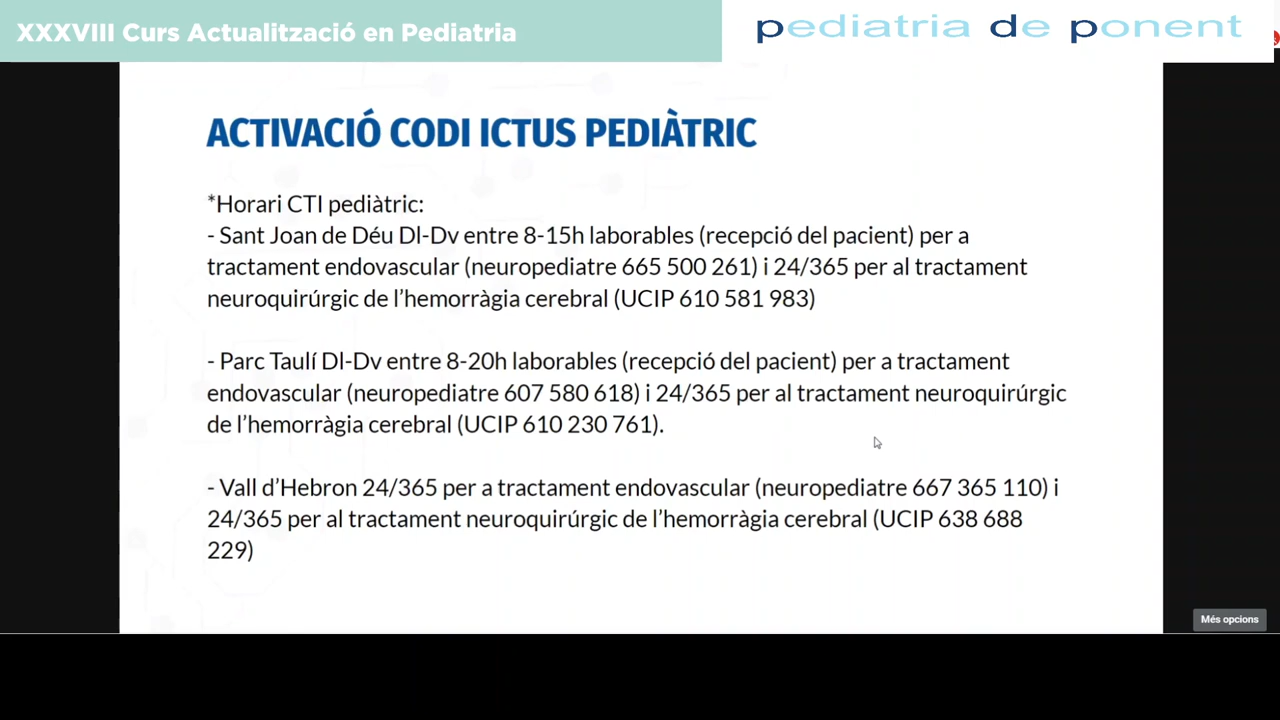 XXXVIII Curs Actualització en Pediatria
pediatria de ponent
ACTIVACIÓ CODI ICTUS PEDIÀTRIC
*Horari CTI pediàtric:
- Sant Joan de Déu Dl-Dv entre 8-15h laborables (recepció del pacient) per a
tractament endovascular (neuropediatre 665 500 261) i 24/365 per al tractament
neuroquirúrgic de l’hemorràgia cerebral (UCIP 610 581 983)
- Parc Taulí Dl-Dv entre 8-20h laborables (recepció del pacient) per a tractament
endovascular (neuropediatre 607 580 618) i 24/365 per al tractament neuroquirúrgic
de l’hemorràgia cerebral (UCIP 610 230 761).
- Vall d’Hebron 24/365 per a tractament endovascular (neuropediatre 667 365 110) i
24/365 per al tractament neuroquirúrgic de l’hemorràgia cerebral (UCIP 638 688
229)
Més opcions